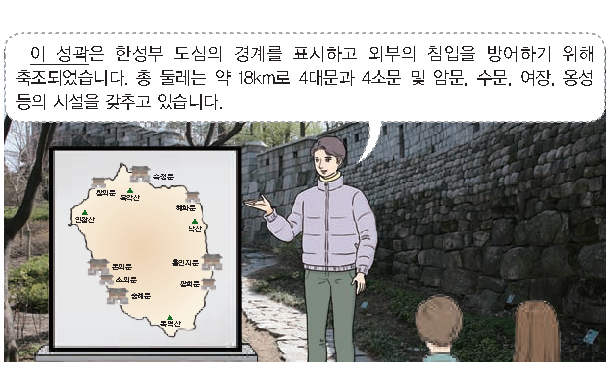 이 성곽은 한성부 도심의 경계를 표시하고 외부의 침입을 방어하기 위해
축조되었습니다. 총 둘레는 약 18km로 4대문과 4소문 및 암문, 수문, 여장, 옹성
등의 시설을 갖추고 있습니다.
숙정문
창의문
백악산
혜화문
인왕산
낙산
돈의문
흥인지문
소의문
광희문
숭례문
목멱산